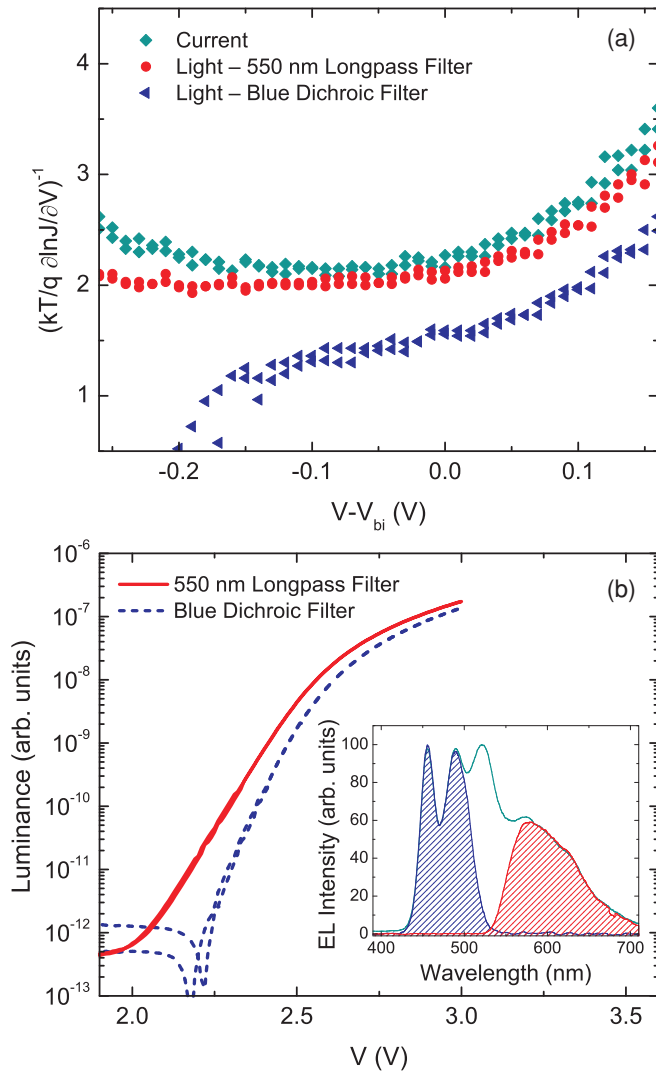 (a)
Current
Light – 550 nm Longpass Filter
Light – Blue Dichroic Filter
(kT/q ∂lnJ/∂V)⁻¹
4
3
2
1
-0.2 -0.1 0.0 0.1
V-V_bi (V)
(b)
550 nm Longpass Filter
Blue Dichroic Filter
Luminance (arb. units)
10⁻⁶
10⁻⁷
10⁻⁸
10⁻⁹
10⁻¹⁰
10⁻¹¹
10⁻¹²
10⁻¹³
EL Intensity (arb. units)
100
80
60
40
20
0
400 500 600 700
Wavelength (nm)
2.0 2.5 3.0 3.5
V (V)